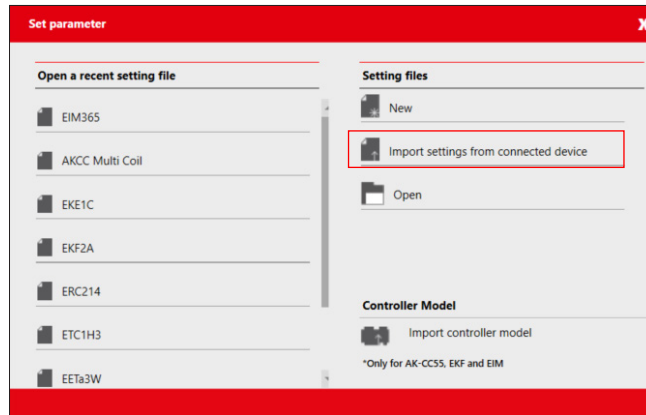 Set parameter
X
Open a recent setting file
EIM365
AKCC Multi Coil
EKE1C
EKF2A
ERC214
ETC1H3
EETa3W
Setting files
New
Import settings from connected device
Open
Controller Model
Import controller model
*Only for AK-CC55, EKF and EIM